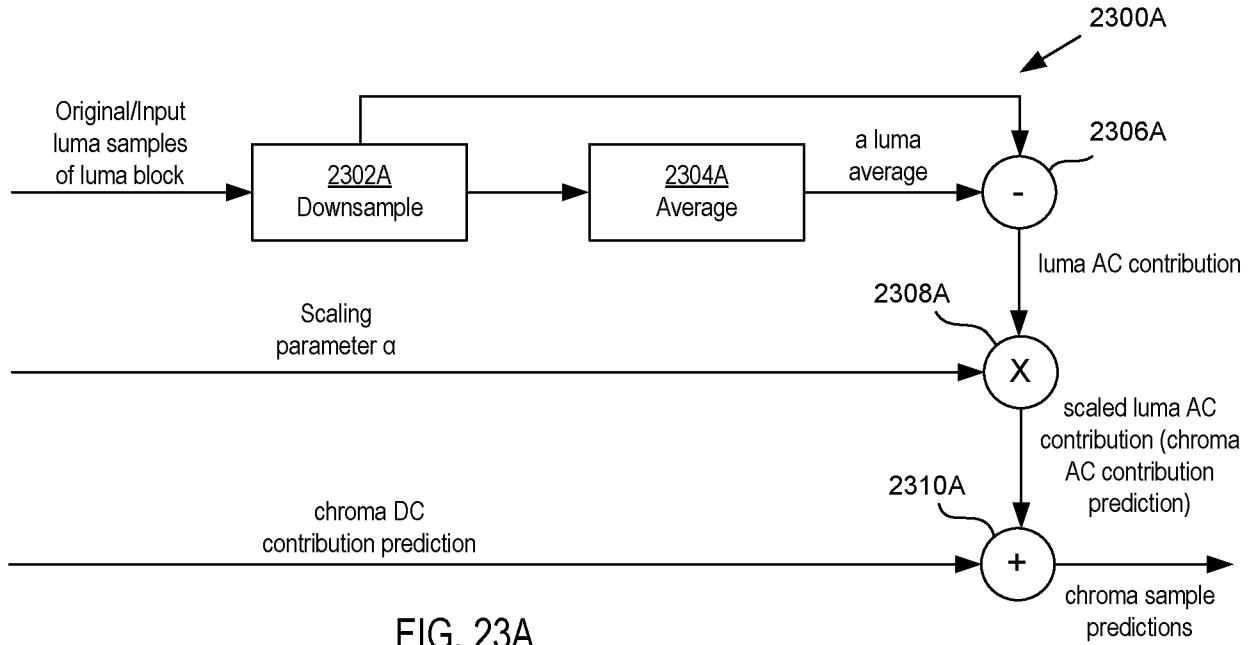 2300A
Original/Input
luma samples
of luma block
2302A
Downsample
2304A
Average
a luma
average
2306A
-
luma AC contribution
Scaling
parameter α
2308A
X
scaled luma AC
contribution (chroma
AC contribution
prediction)
chroma DC
contribution prediction
2310A
+
chroma sample
predictions
FIG. 23A